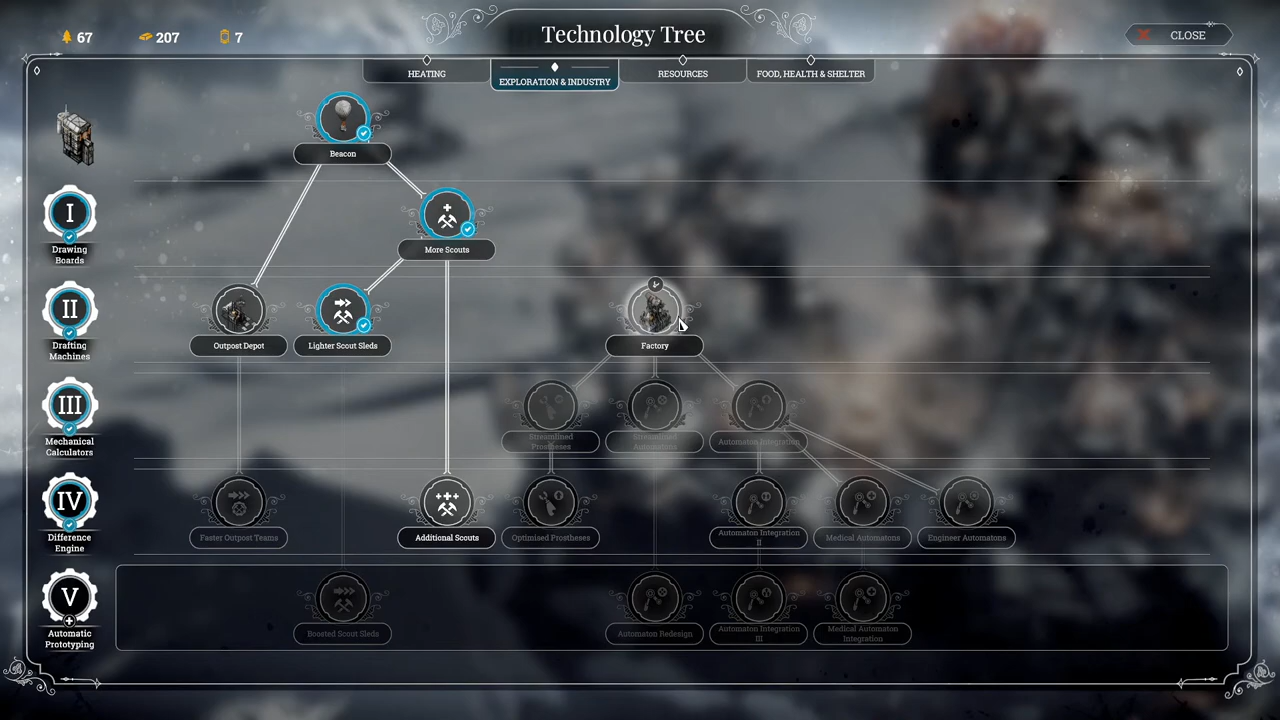 67 207 7
Technology Tree
CLOSE
HEATING
EXPLORATION & INDUSTRY
RESOURCES
FOOD, HEALTH & SHELTER
Beacon
I
Drawing
Boards
More Scouts
II
Drafting
Machines
Outpost Depot
Lighter Scout Sleds
Factory
III
Mechanical
Calculators
Streamlined
Prostheses
Streamlined
Automatons
Automaton Integration
IV
Difference
Engine
Faster Outpost Teams
Additional Scouts
Optimised Prostheses
Automaton Integration
II
Medical Automatons
Engineer Automatons
V
Automatic
Prototyping
Boosted Scout Sleds
Automaton Redesign
Automaton Integration
III
Medical Automaton
Integration